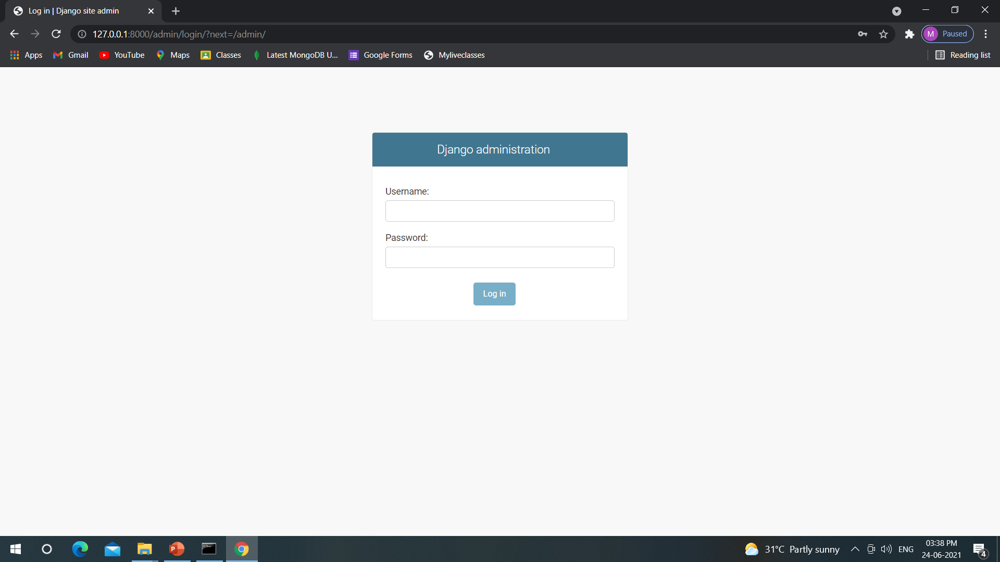 Log in | Django site admin
127.0.0.1:8000/admin/login/?next=/admin/
M Paused
Apps Gmail YouTube Maps Classes Latest MongoDB U... Google Forms Myliveclasses Reading list
Django administration
Username:
Password:
Log in
31°C Partly sunny ENG
03:38 PM
24-06-2021
4